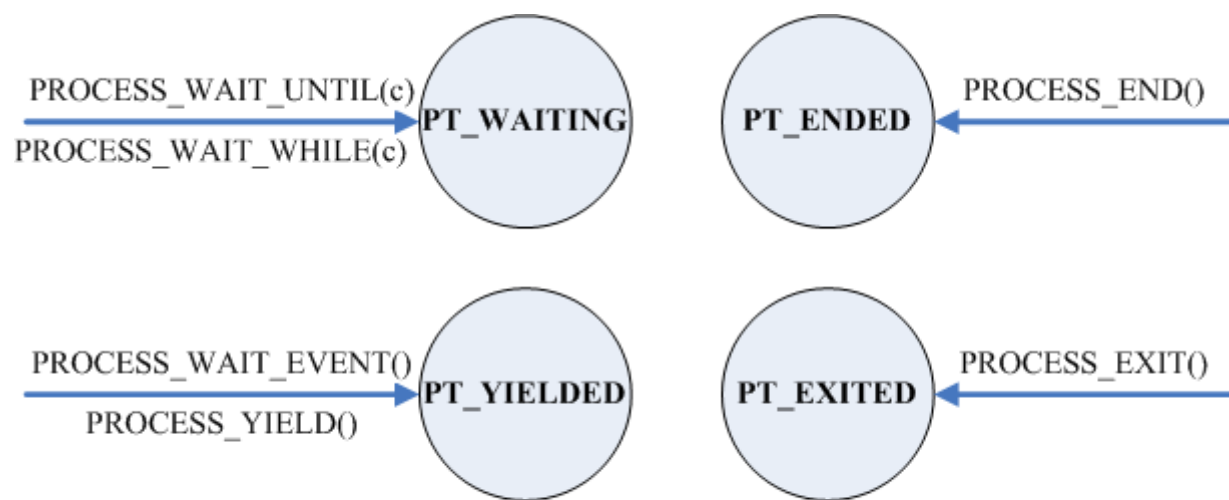 PROCESS_WAIT_UNTIL(c)
PROCESS_WAIT_WHILE(c)
PT_WAITING
PT_ENDED
PROCESS_END()
PROCESS_WAIT_EVENT()
PROCESS_YIELD()
PT_YIELDED
PT_EXITED
PROCESS_EXIT()